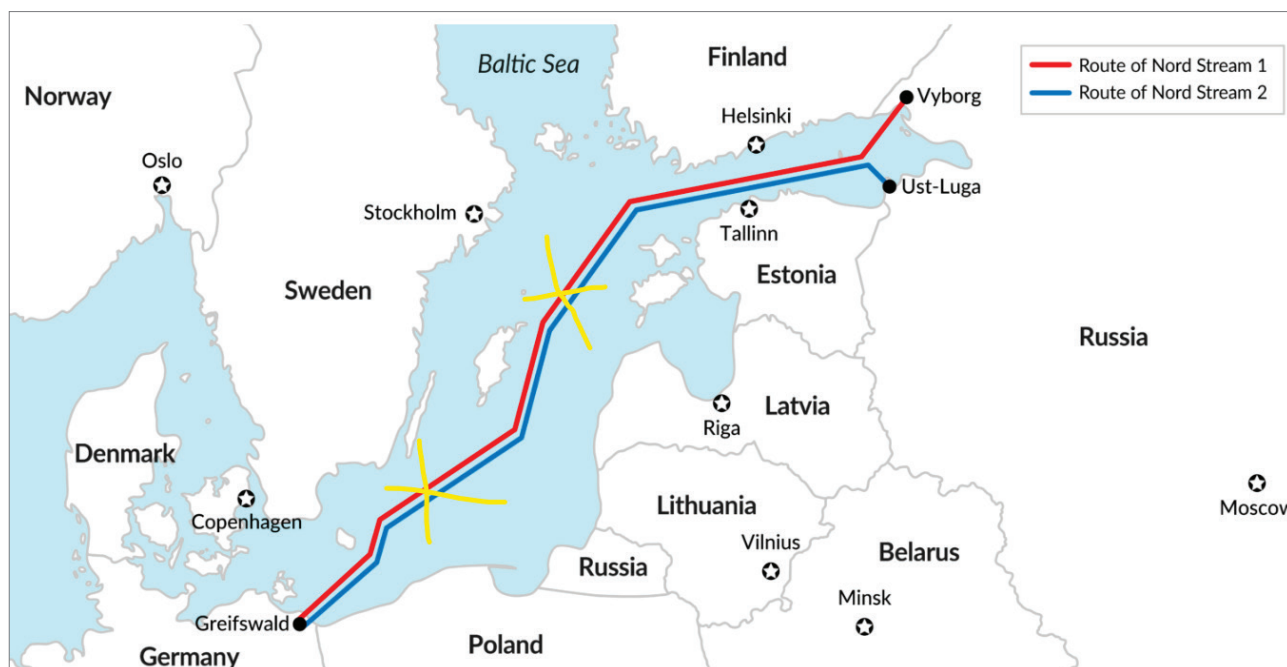 Baltic Sea
Finland
Route of Nord Stream 1
Route of Nord Stream 2
Norway
Vyborg
Helsinki
Oslo
Ust-Luga
Stockholm
Tallinn
Estonia
Sweden
Russia
Latvia
Riga
Denmark
Moscow
Lithuania
Copenhagen
Vilnius
Belarus
Russia
Minsk
Greifswald
Poland
Germany